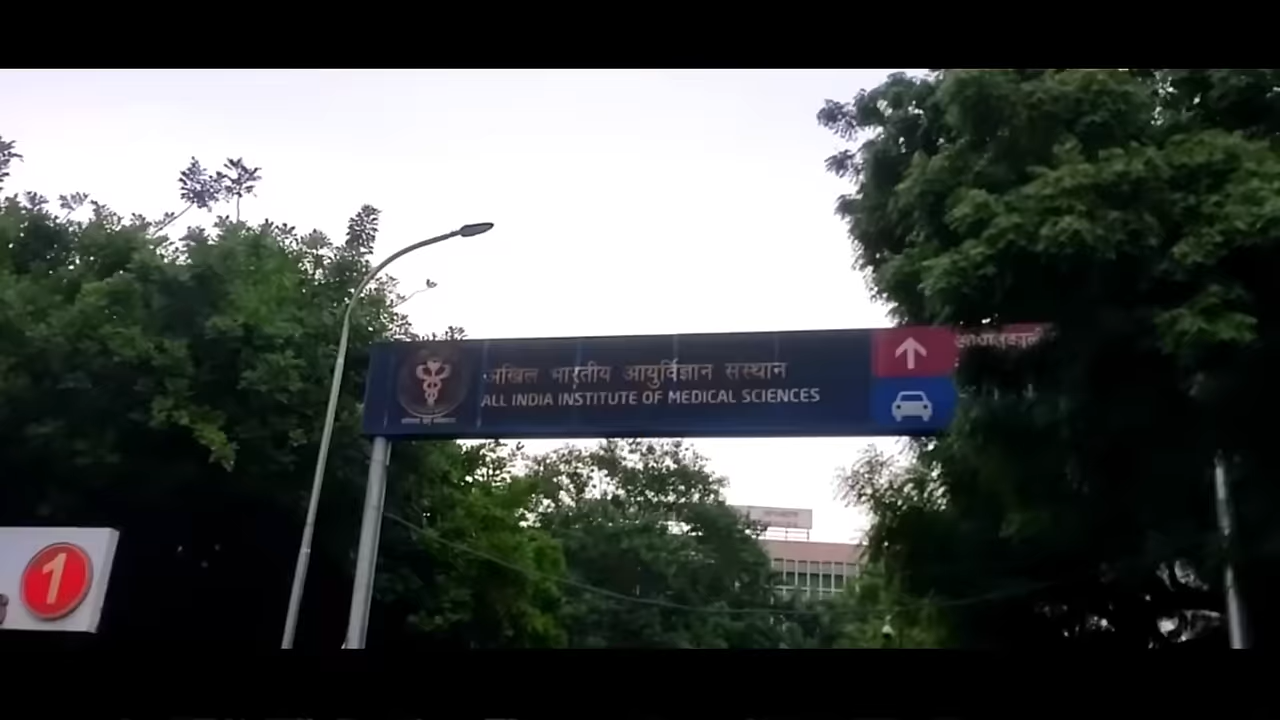 अखिल भारतीय आयुर्विज्ञान संस्थान
ALL INDIA INSTITUTE OF MEDICAL SCIENCES
1